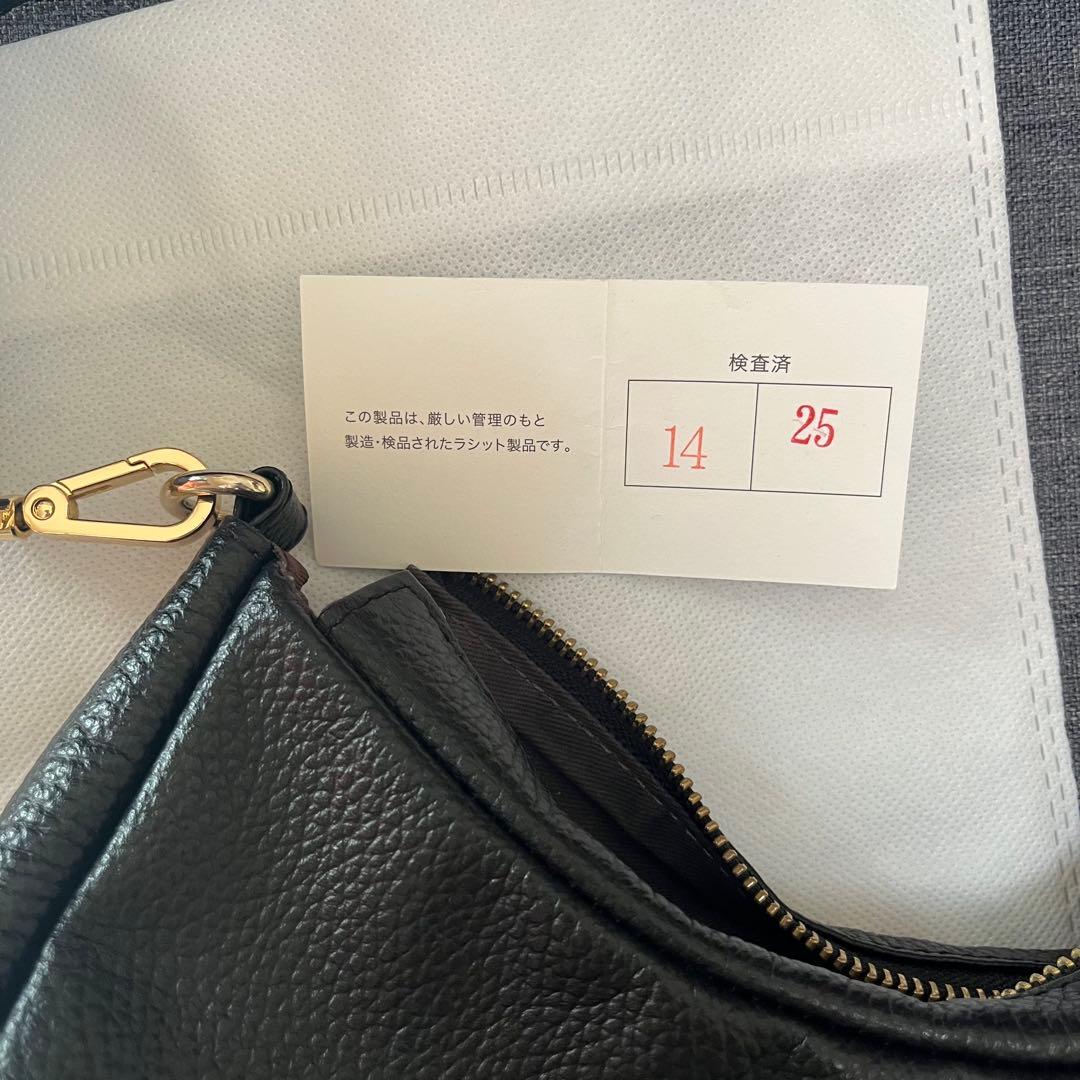 この製品は、厳しい管理のもと
製造・検品されたラシット製品です。
検査済
14 25